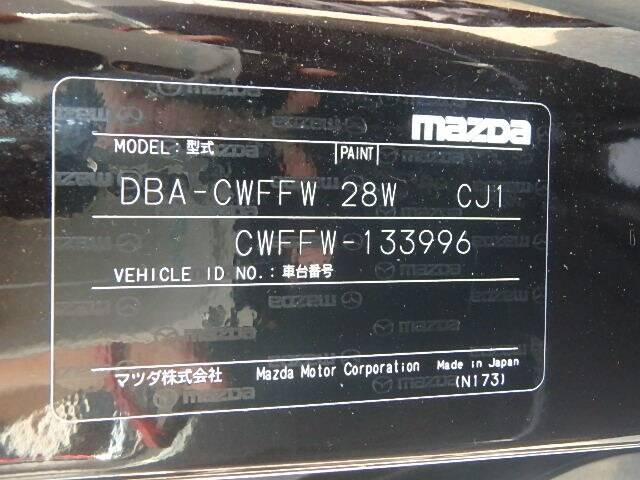 mazda
MODEL: 型式 PAINT
DBA-CWFFW 28W CJ1
CWFFW-133996
VEHICLE ID NO.: 車台番号
マツダ株式会社 Mazda Motor Corporation Made in Japan
(N173)